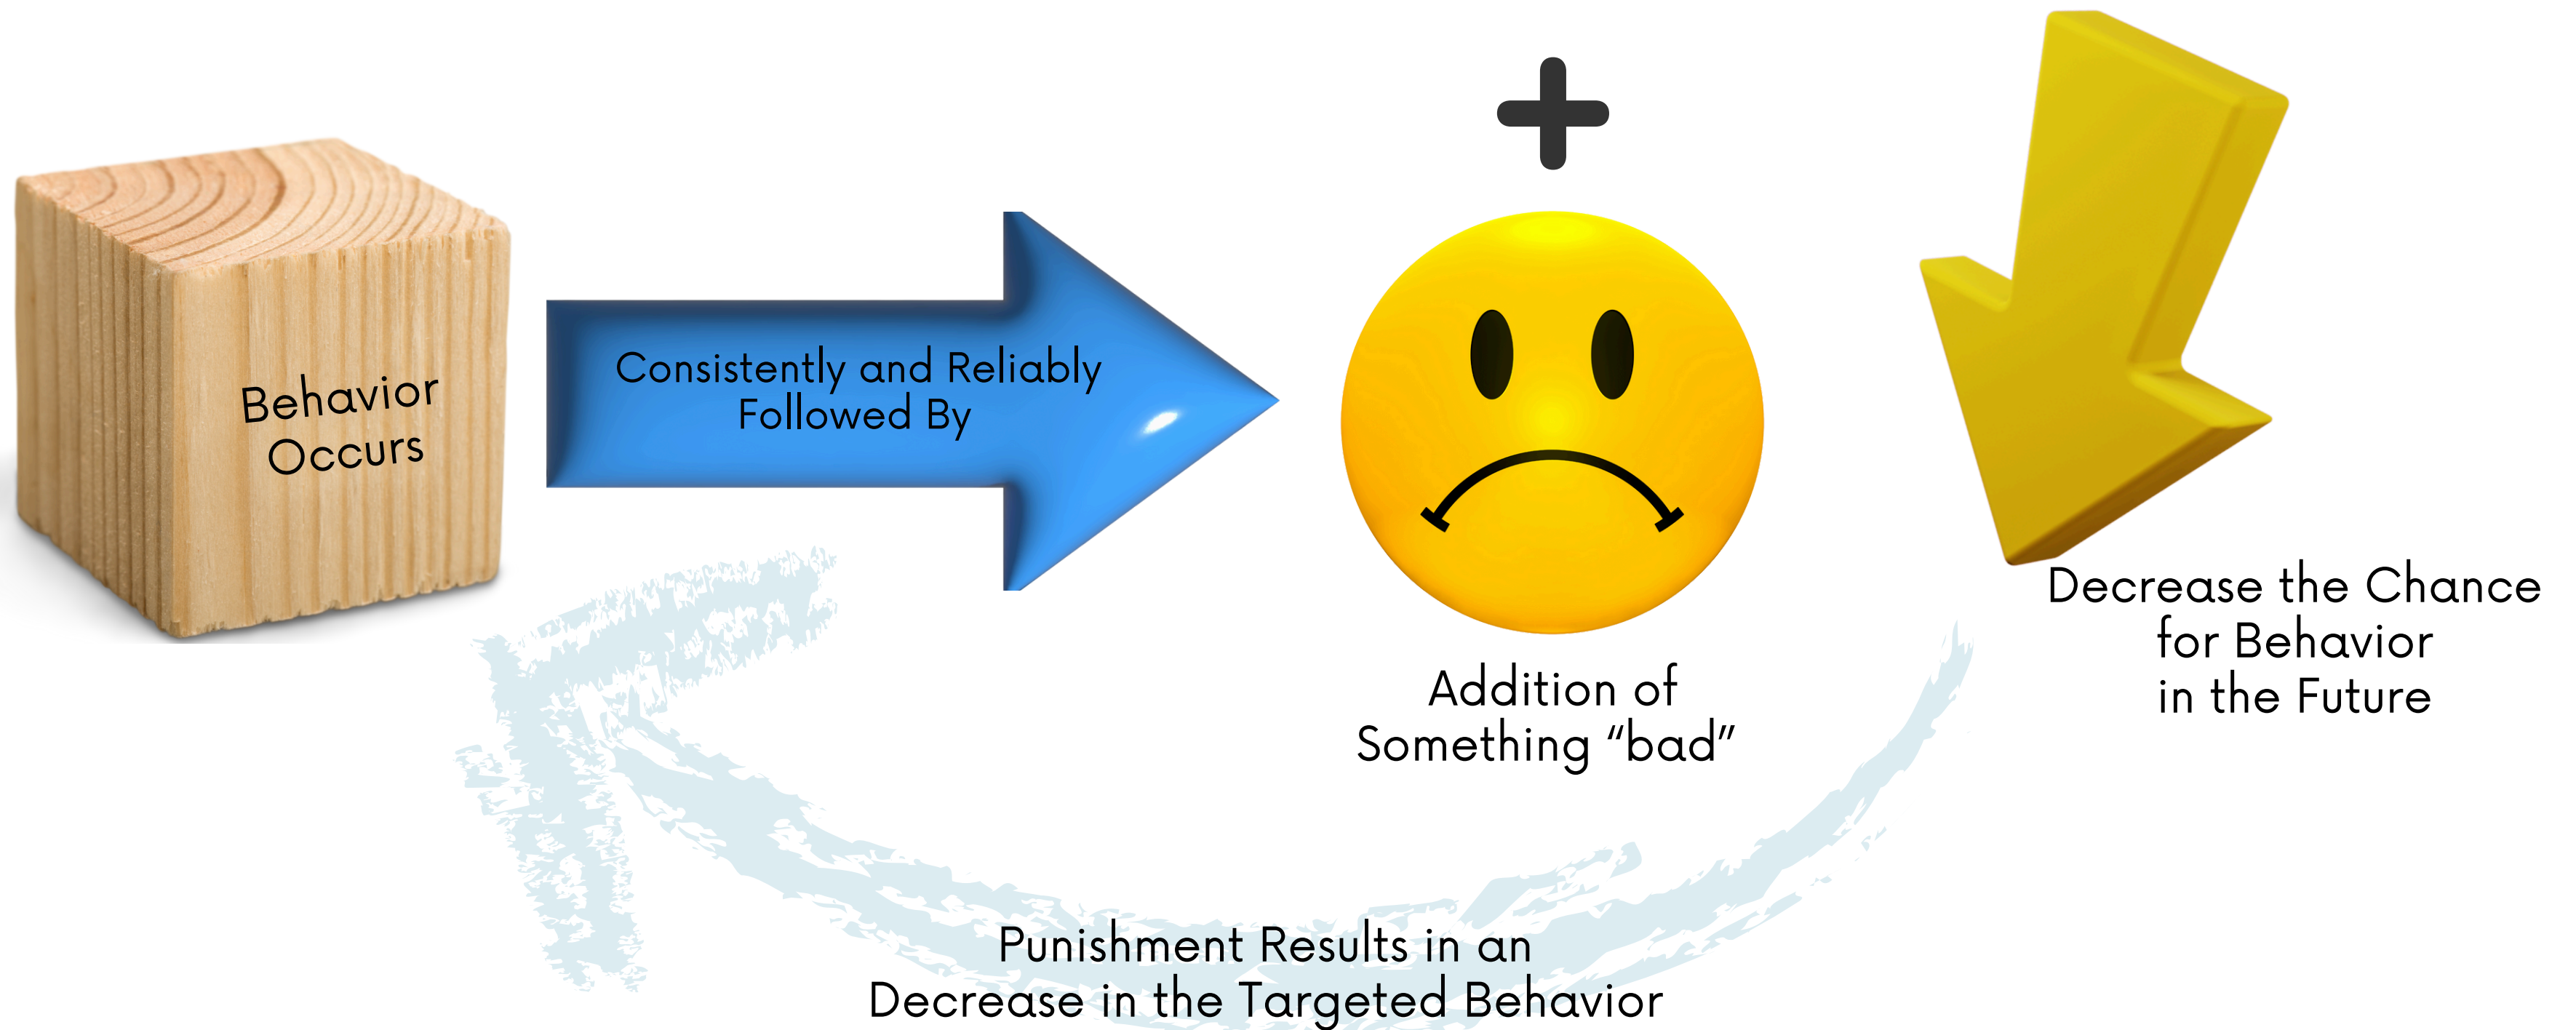 Behavior
Occurs
Consistently and Reliably
Followed By
+
Addition of
Something “bad”
Decrease the Chance
for Behavior
in the Future
Punishment Results in an
Decrease in the Targeted Behavior